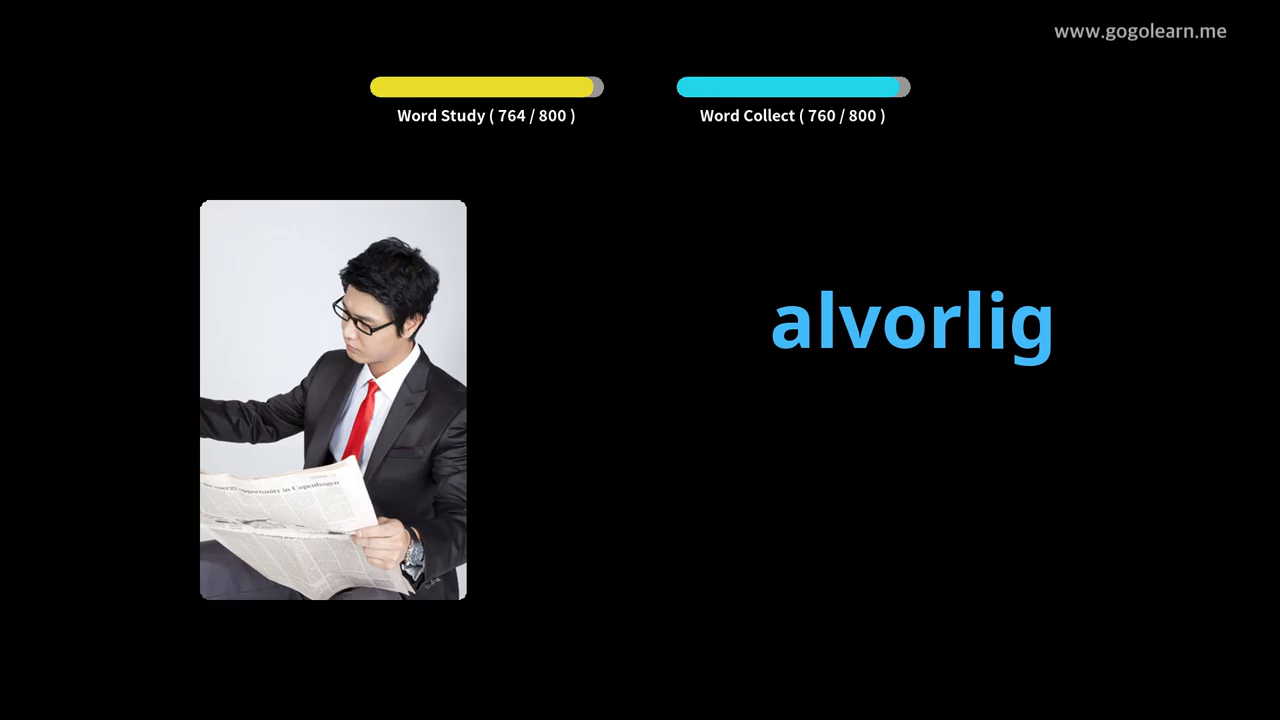 www.gogolearn.me
Word Study ( 764 / 800 )
Word Collect ( 760 / 800 )
alvorlig
opportunity in Copenhagen